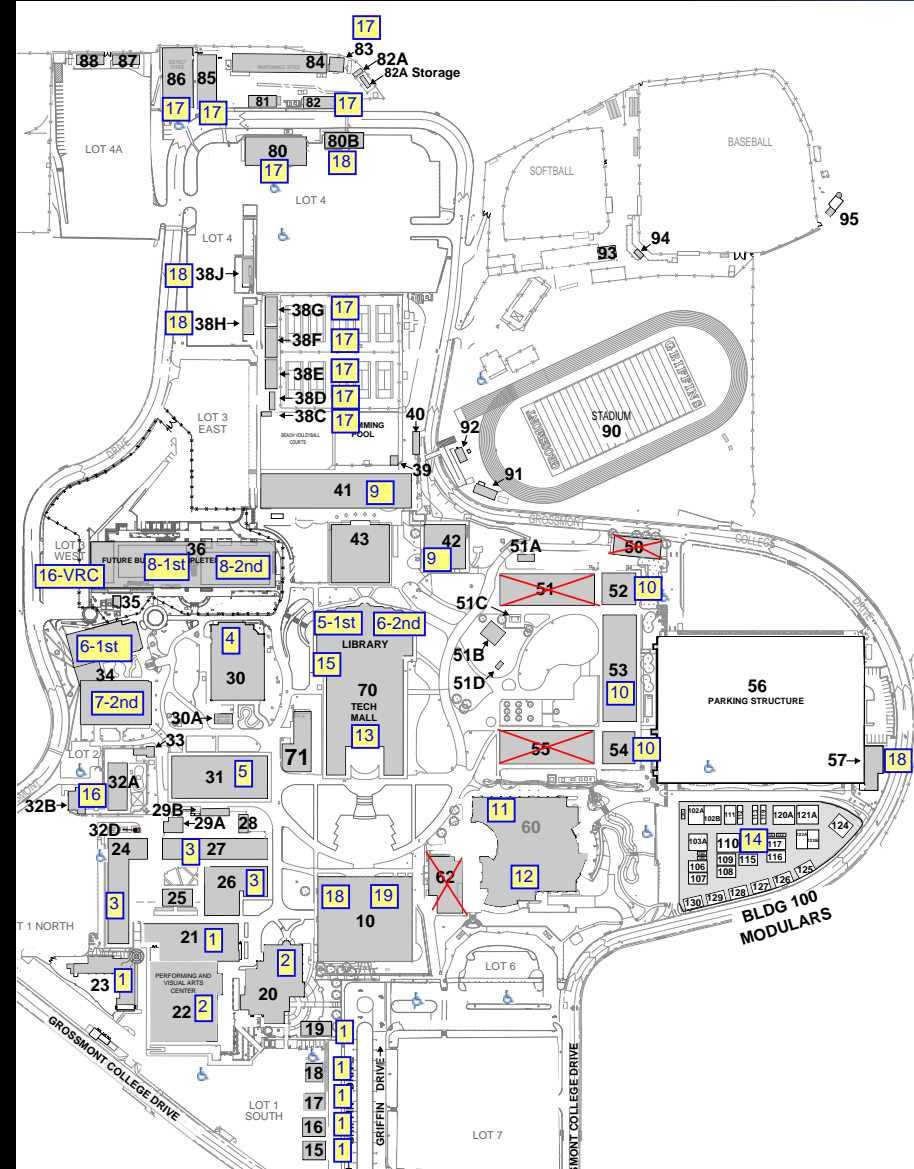 17
83
88
87
DISTRICT
OFFICE
86
85
MAINTENANCE OFFICE
84
82A
82A Storage
81
82
17
17
17
LOT 4A
80
17
80B
18
LOT 4
SOFTBALL
BASEBALL
95
94
93
LOT 4
18
38J
18
38H
38G
17
38F
17
38E
17
38D
17
38C
17
LOT 3
EAST
BEACH VOLLEYBALL
COURTS
MMING
POOL
40
39
92
91
GRIFFINS
STADIUM
90
GROSSMONT
DRIVE
41
9
GROSSMONT
COLLEGE
DRIVE
43
42
9
51A
50
LOT 3
WEST
36
16-VRC
8-1st
8-2nd
35
51
52
10
51C
51B
51D
53
10
6-1st
34
7-2nd
4
30
30A
5-1st
6-2nd
LIBRARY
15
70
TECH
MALL
13
71
56
PARKING STRUCTURE
55
54
10
57
18
33
LOT 2
31
5
32A
16
32B
29B
29A
28
32D
24
3
27
3
26
3
25
11
60
12
62
18
19
10
102A
102B
111
120A
121A
124
103A
110
14
117
116
106
107
109
108
115
130
129
128
127
126
125
BLDG 100
MODULARS
T 1 NORTH
21
1
23
1
PERFORMING AND
VISUAL ARTS
CENTER
22
2
20
2
19
1
LOT 6
18
1
17
1
16
1
15
1
GROSSMONT COLLEGE DRIVE
LOT 1
SOUTH
GRIFFIN DRIVE
LOT 7
SMONT COLLEGE DRIVE